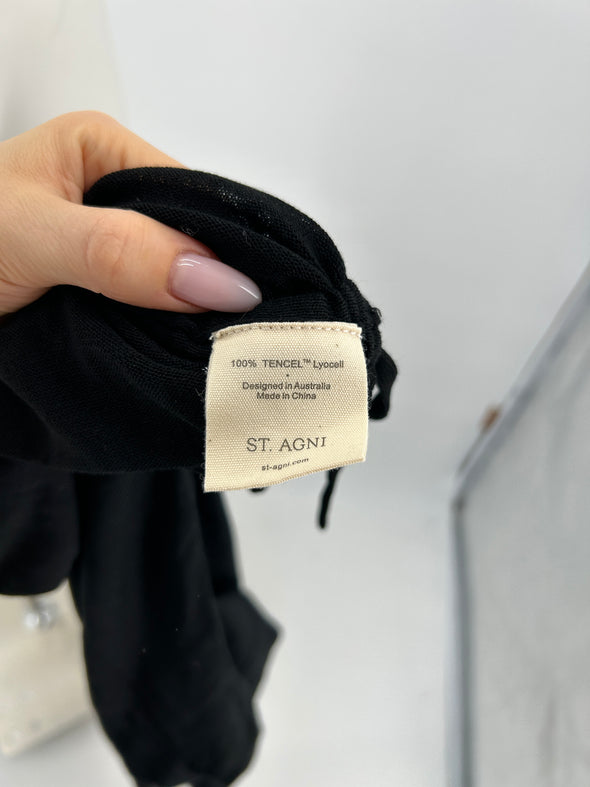 100% TENCEL™ Lyocell
•
Designed in Australia
Made in China
ST. AGNI
st-agni.com